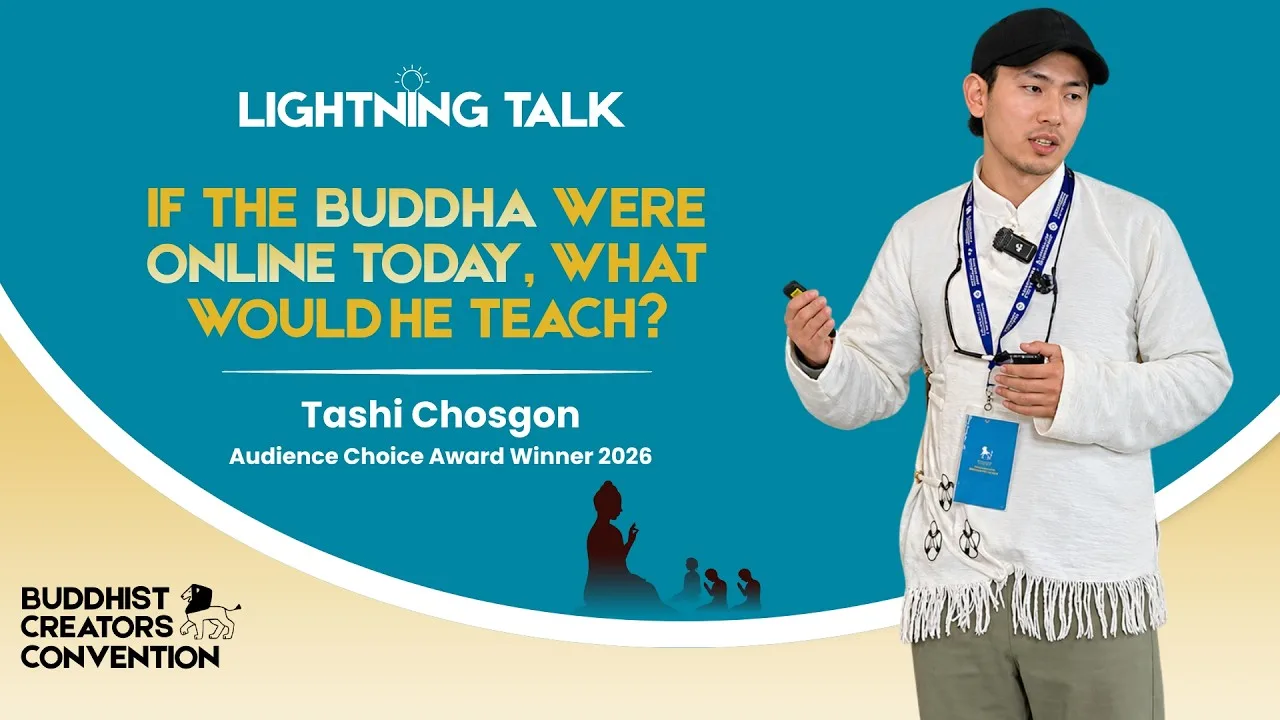 LIGHTNING TALK
IF THE BUDDHA WERE
ONLINE TODAY, WHAT
WOULD HE TEACH?
Tashi Chosgon
Audience Choice Award Winner 2026
BUDDHIST
CREATORS
CONVENTION